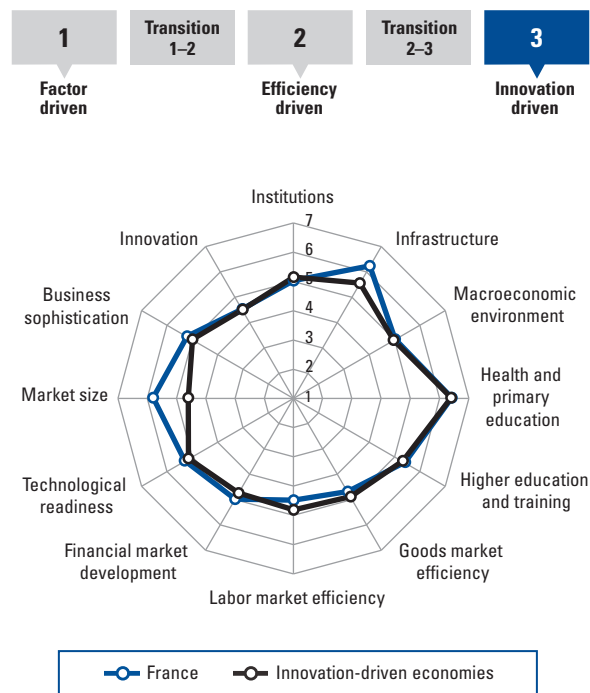 1
Transition
1–2
2
Transition
2–3
3
Factor
driven
Efficiency
driven
Innovation
driven
Institutions
7
Innovation
6
Infrastructure
5
Business
sophistication
4
Macroeconomic
environment
3
2
Market size
1
Health and
primary
education
Technological
readiness
Higher education
and training
Financial market
development
Goods market
efficiency
Labor market efficiency
France
Innovation-driven economies